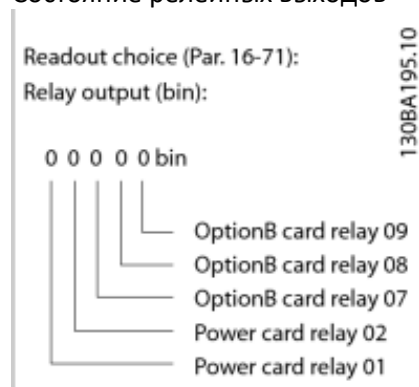 Состояние релейных выходов
Readout choice (Par. 16-71):
Relay output (bin):
0 0 0 0 0 bin
OptionB card relay 09
OptionB card relay 08
OptionB card relay 07
Power card relay 02
Power card relay 01
130BA195.10